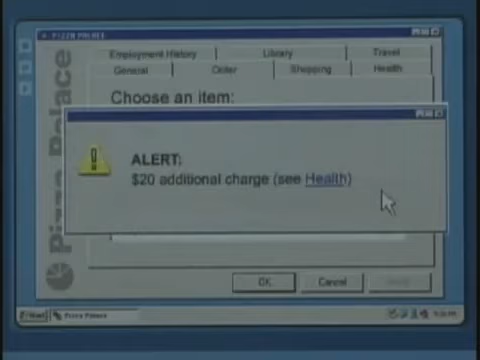 PIZZA PALACE
Employment History
Library
Travel
General
Order
Shopping
Health
Pizza Palace
Choose an item:
ALERT:
$20 additional charge (see Health)
OK
Cancel
Start
Pizza Palace